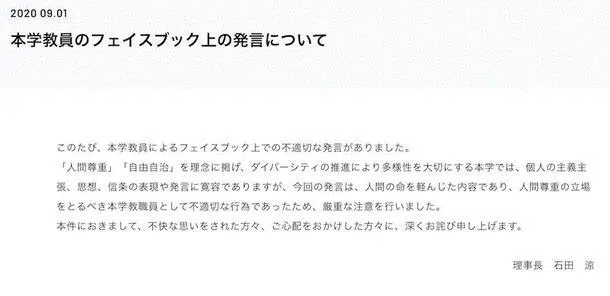 2020 09.01
本学教員のフェイスブック上の発言について
このたび、本学教員によるフェイスブック上での不適切な発言がありました。
「人間尊重」「自由自治」を理念に掲げ、ダイバーシティの推進により多様性を大切にする本学では、個人の主義主
張、思想、信条の表現や発言に寛容でありますが、今回の発言は、人間の命を軽んじた内容であり、人間尊重の立場
をとるべき本学教職員として不適切な行為であったため、厳重な注意を行いました。
本件におきまして、不快な思いをされた方々、ご心配をおかけした方々に、深くお詫び申し上げます。
理事長　石田　涼